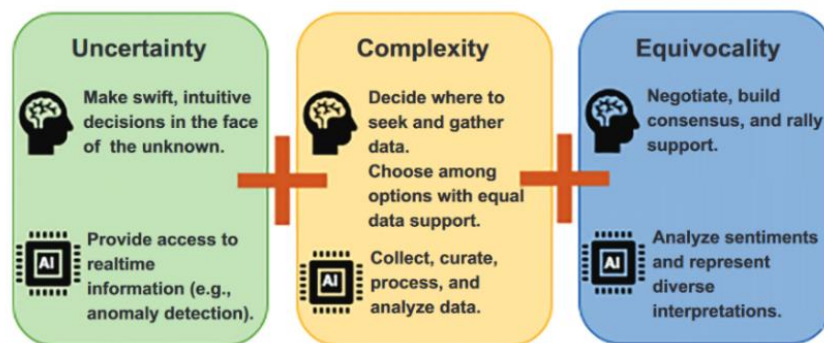 Uncertainty
Make swift, intuitive
decisions in the face
of the unknown.
AI
Provide access to
realtime
information (e.g.,
anomaly detection).
Complexity
Decide where to
seek and gather
data.
Choose among
options with equal
data support.
AI
Collect, curate,
process, and
analyze data.
Equivocality
Negotiate, build
consensus, and rally
support.
AI
Analyze sentiments
and represent
diverse
interpretations.